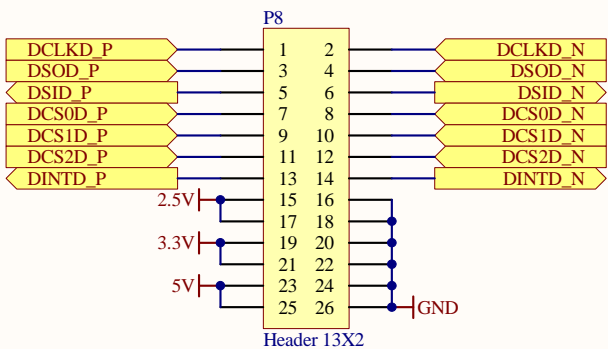 P8
DCLKD_P 1 2 DCLKD_N
DSOD_P 3 4 DSOD_N
DSID_P 5 6 DSID_N
DCS0D_P 7 8 DCS0D_N
DCS1D_P 9 10 DCS1D_N
DCS2D_P 11 12 DCS2D_N
DINTD_P 13 14 DINTD_N
2.5V 15 16
17 18
3.3V 19 20
21 22
5V 23 24
25 26 GND
Header 13X2